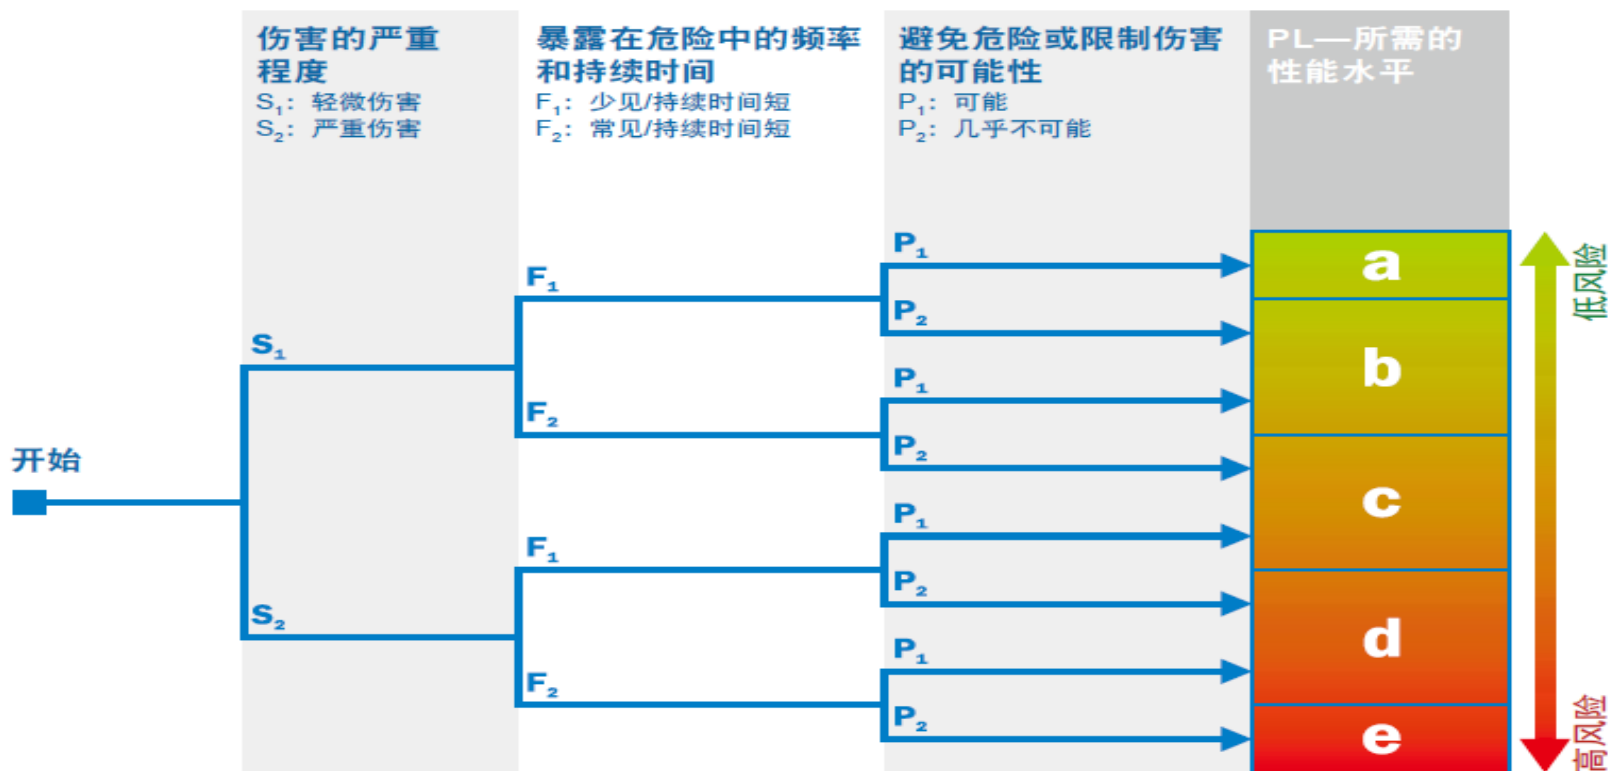 伤害的严重
程度
S₁: 轻微伤害
S₂: 严重伤害
暴露在危险中的频率
和持续时间
F₁: 少见/持续时间短
F₂: 常见/持续时间短
避免危险或限制伤害
的可能性
P₁: 可能
P₂: 几乎不可能
PL—所需的
性能水平
开始
S₁
S₂
F₁
F₂
F₁
F₂
P₁
P₂
P₁
P₂
P₁
P₂
P₁
P₂
a
b
c
d
e
低风险
高风险